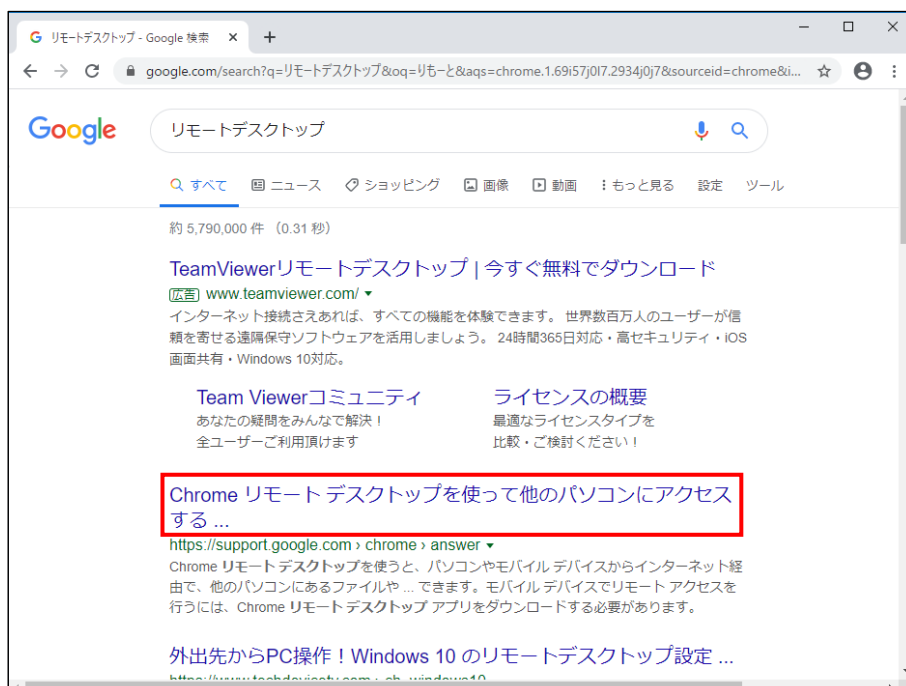 リモートデスクトップ - Google 検索
google.com/search?q=リモートデスクトップ&oq=りもーと&aqs=chrome.1.69i57j0l7.2934j0j7&sourceid=chrome&i...
Google
リモートデスクトップ
すべて ニュース ショッピング 画像 動画 もっと見る 設定 ツール
約 5,790,000 件 （0.31 秒）
TeamViewerリモートデスクトップ | 今すぐ無料でダウンロード
広告 www.teamviewer.com/
インターネット接続さえあれば、すべての機能を体験できます。 世界数百万人のユーザーが信
頼を寄せる遠隔保守ソフトウェアを活用しましょう。 24時間365日対応・高セキュリティ・iOS
画面共有・Windows 10対応。
Team Viewerコミュニティ
あなたの疑問をみんなで解決！
全ユーザーご利用頂けます
ライセンスの概要
最適なライセンスタイプを
比較・ご検討ください！
Chrome リモート デスクトップを使って他のパソコンにアクセス
する ...
https://support.google.com › chrome › answer
Chrome リモート デスクトップを使うと、パソコンやモバイル デバイスからインターネット経
由で、他のパソコンにあるファイルや ... できます。モバイル デバイスでリモート アクセスを
行うには、Chrome リモート デスクトップ アプリをダウンロードする必要があります。
外出先からPC操作！Windows 10 のリモートデスクトップ設定 ...